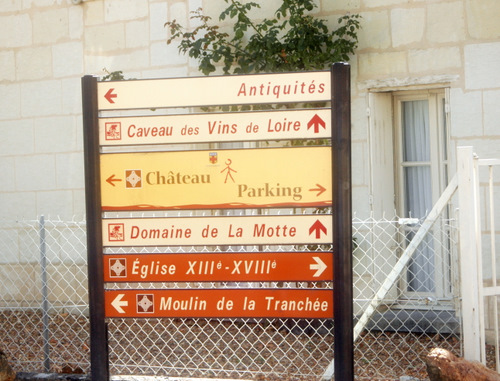 Antiquités
Caveau des Vins de Loire
Château
Parking
Domaine de La Motte
Église XIIIè-XVIIIè
Moulin de la Tranchée